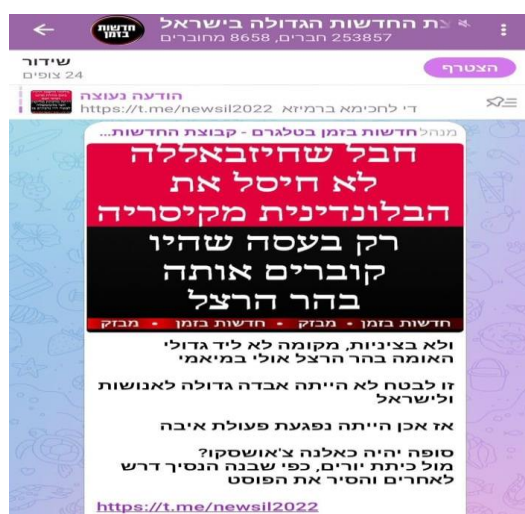 צת החדשות הגדולה בישראל
253857 חברים, 8658 מחוברים
חדשות בזמן
שידור
24 צופים
הצטרף
הודעה נעוצה
די לחכימא ברמיזא https://t.me/newsil2022
חדשות בזמן בטלגרם - קבוצת החדשות... מנהל
חבל שחיזבאללה
לא חיסל את
הבלונדינית מקיסריה
רק בעסה שהיו
קוברים אותה
בהר הרצל
חדשות בזמן - מבזק - חדשות בזמן - מבזק
ולא בציניות, מקומה לא ליד גדולי
האומה בהר הרצל אולי במיאמי
זו לבטח לא הייתה אבדה גדולה לאנושות
ולישראל
אז אכן הייתה נפגעת פעולת איבה
סופה יהיה כאלנה צ'אושסקו?
מול כיתת יורים, כפי שבנה הנסיך דרש
לאחרים והסיר את הפוסט
https://t.me/newsil2022